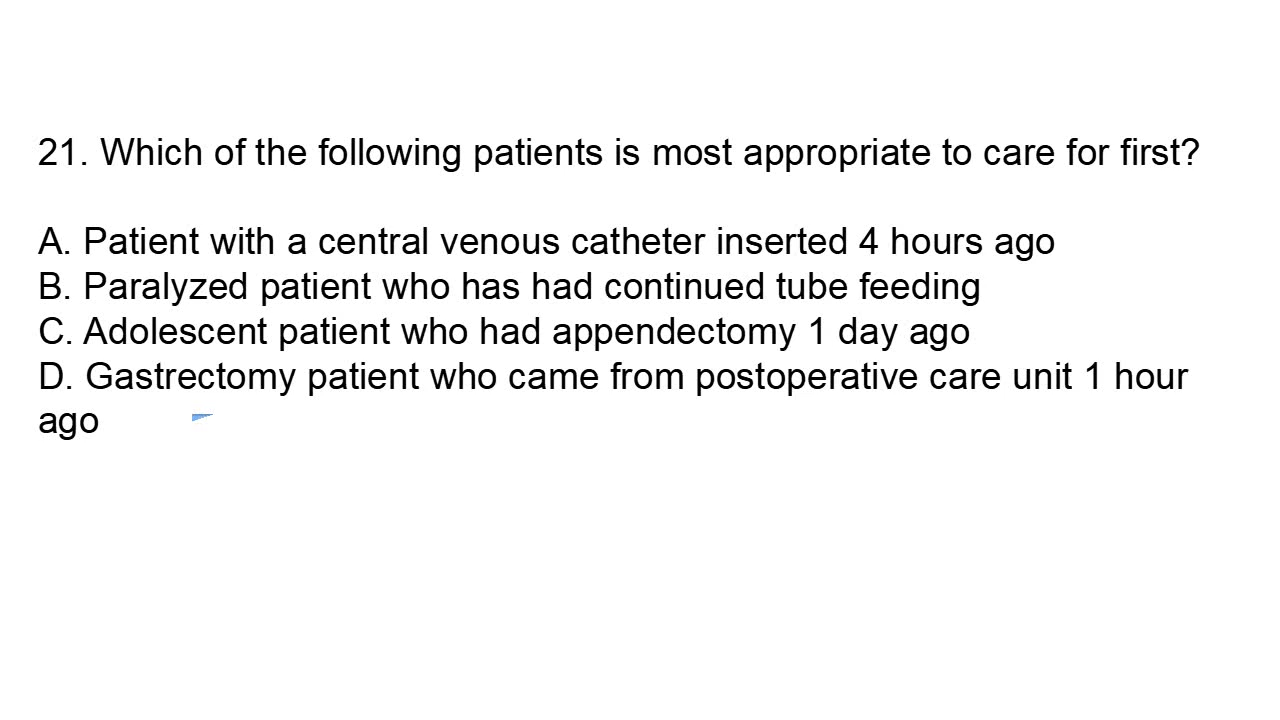 21. Which of the following patients is most appropriate to care for first?
A. Patient with a central venous catheter inserted 4 hours ago
B. Paralyzed patient who has had continued tube feeding
C. Adolescent patient who had appendectomy 1 day ago
D. Gastrectomy patient who came from postoperative care unit 1 hour
ago